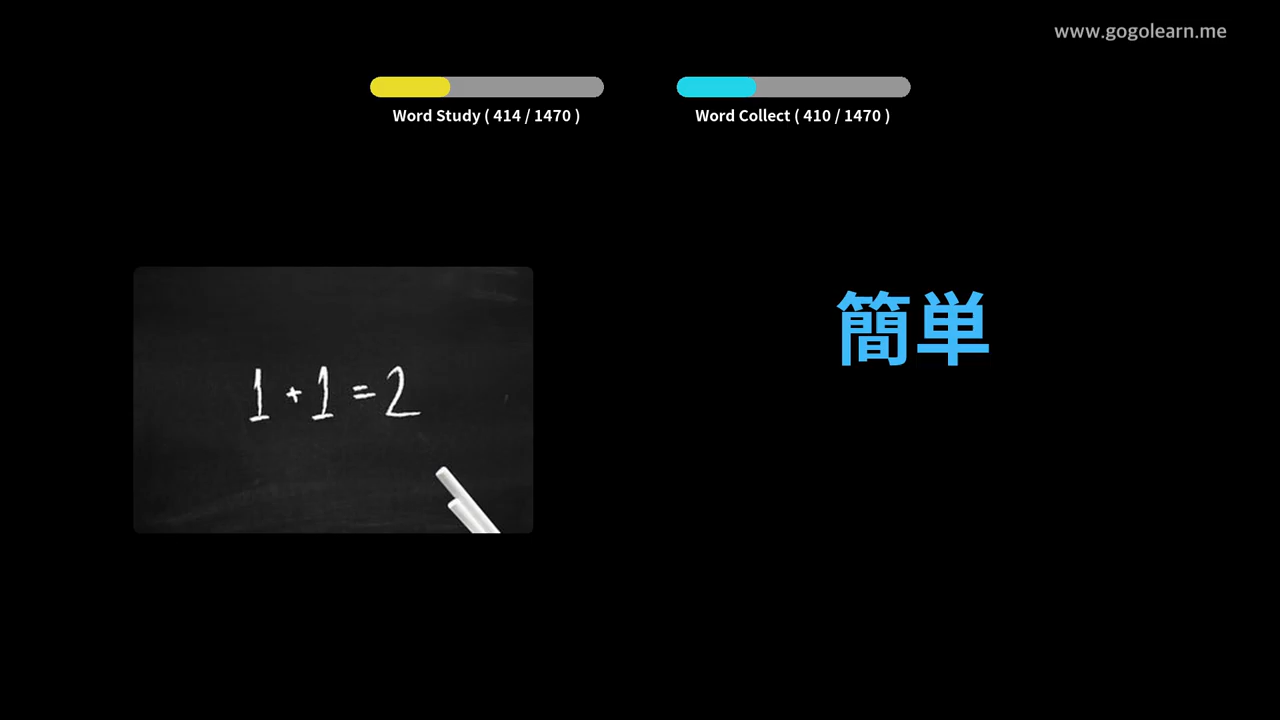 www.gogolearn.me
Word Study ( 414 / 1470 )
Word Collect ( 410 / 1470 )
簡単
1 + 1 = 2